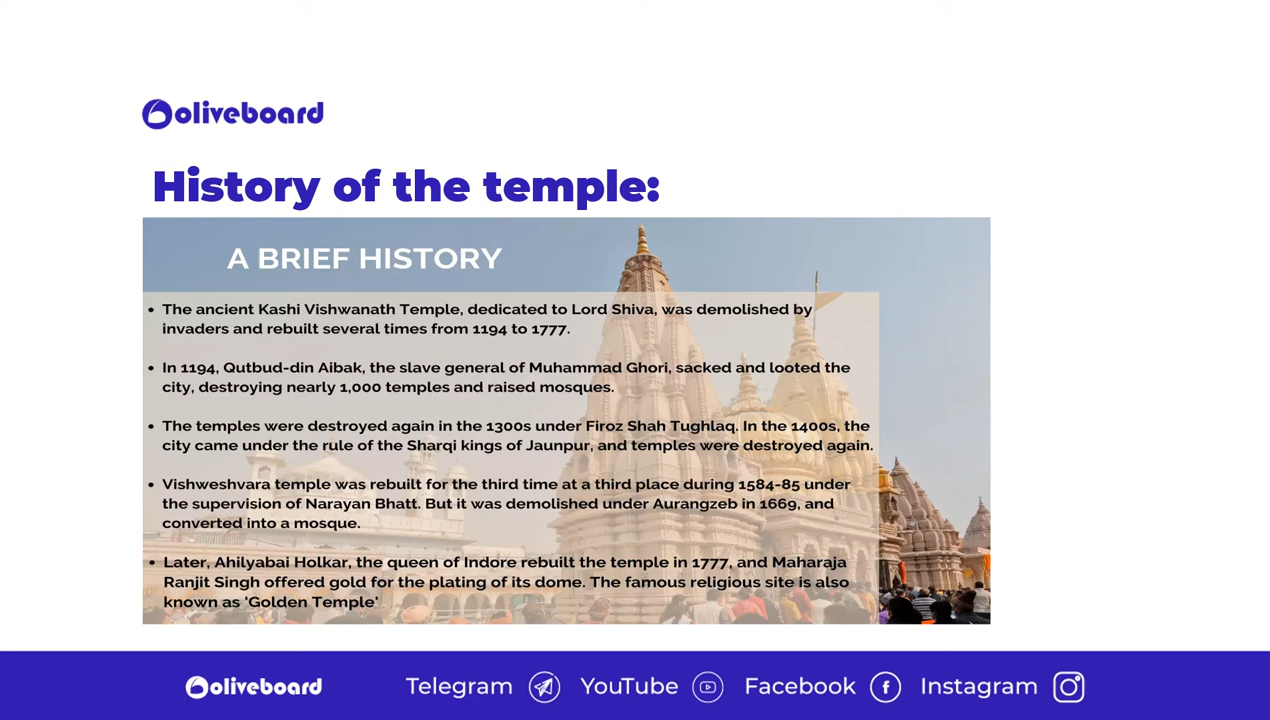 oliveboard
History of the temple:
A BRIEF HISTORY
• The ancient Kashi Vishwanath Temple, dedicated to Lord Shiva, was demolished by
invaders and rebuilt several times from 1194 to 1777.
• In 1194, Qutbud-din Aibak, the slave general of Muhammad Ghori, sacked and looted the
city, destroying nearly 1,000 temples and raised mosques.
• The temples were destroyed again in the 1300s under Firoz Shah Tughlaq. In the 1400s, the
city came under the rule of the Sharqi kings of Jaunpur, and temples were destroyed again.
• Vishweshvara temple was rebuilt for the third time at a third place during 1584-85 under
the supervision of Narayan Bhatt. But it was demolished under Aurangzeb in 1669, and
converted into a mosque.
• Later, Ahilyabai Holkar, the queen of Indore rebuilt the temple in 1777, and Maharaja
Ranjit Singh offered gold for the plating of its dome. The famous religious site is also
known as 'Golden Temple'
oliveboard Telegram YouTube Facebook Instagram